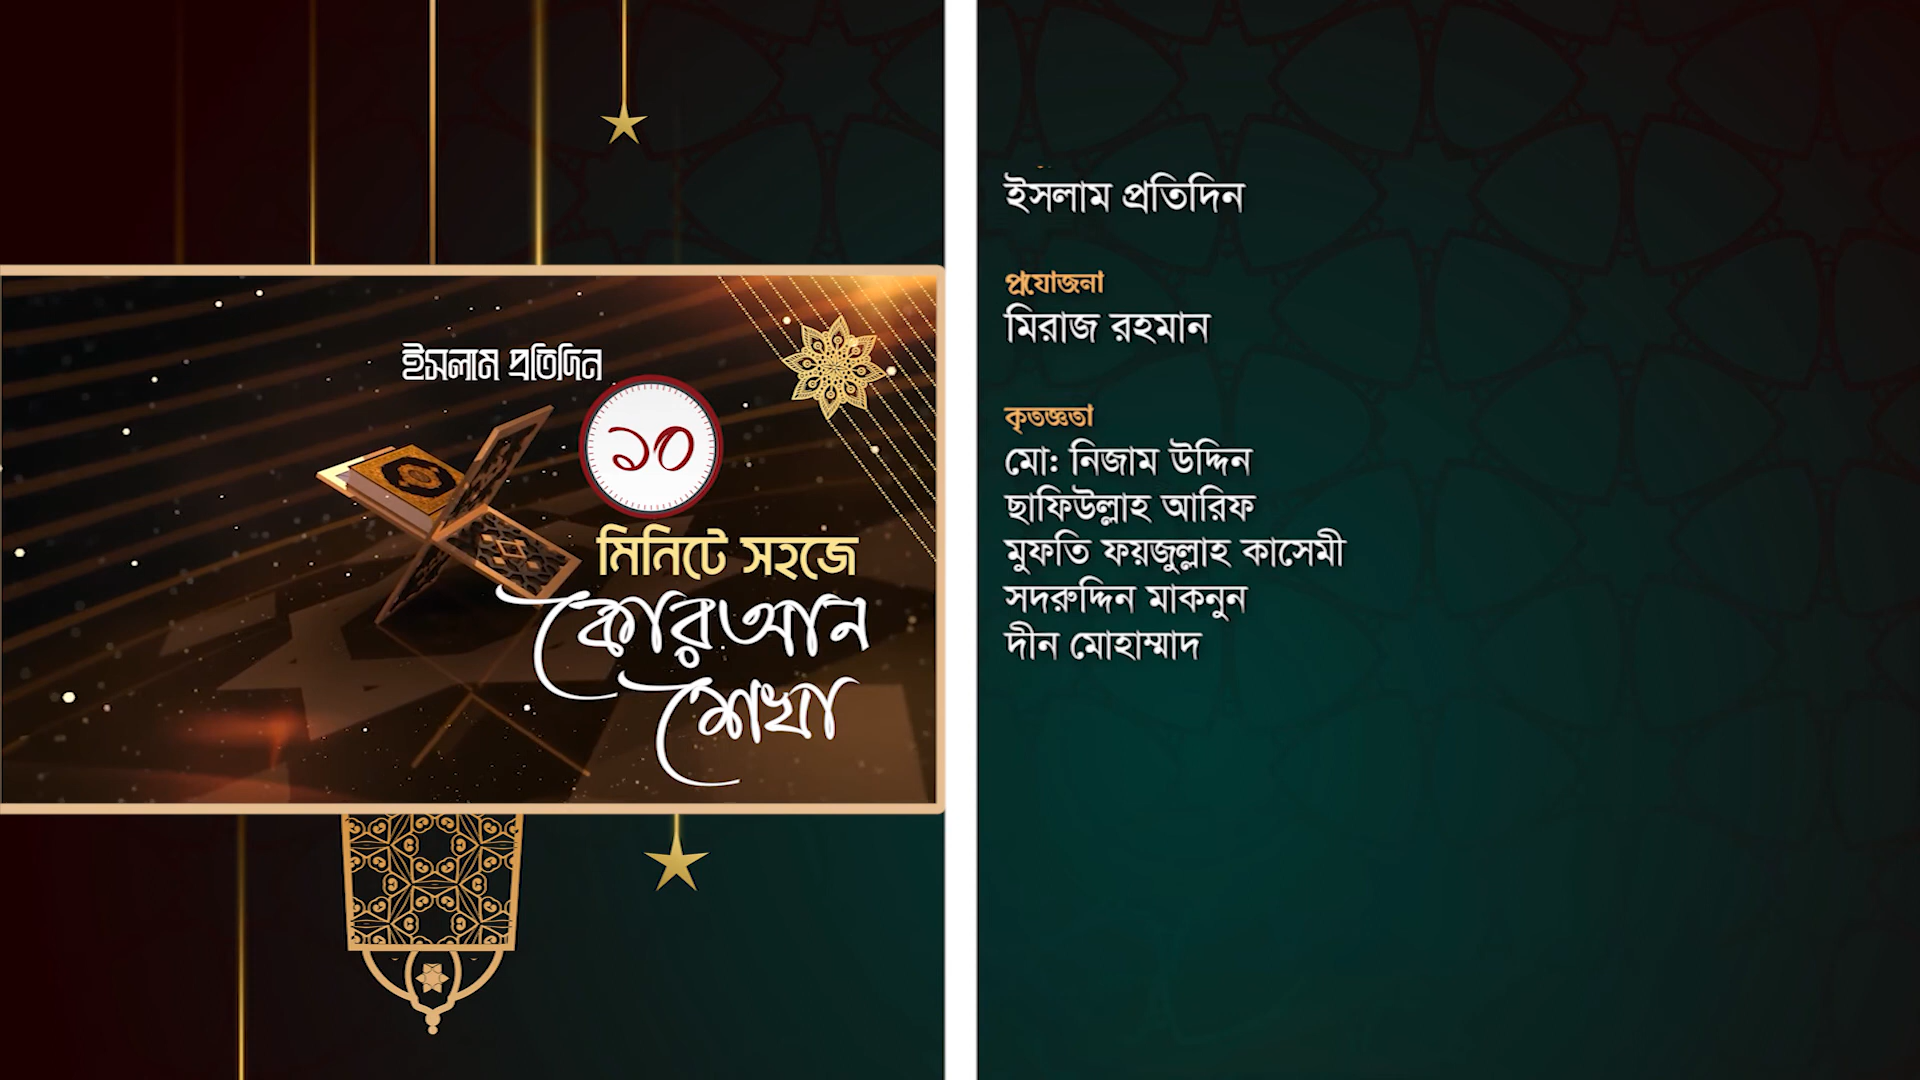 ইসলাম প্রতিদিন
১০
মিনিটে সহজে
কোরআন
শেখা
ইসলাম প্রতিদিন
প্রযোজনা
মিরাজ রহমান
কৃতজ্ঞতা
মো: নিজাম উদ্দিন
ছাফিউল্লাহ আরিফ
মুফতি ফয়জুল্লাহ কাসেমী
সদরুদ্দিন মাকনুন
দীন মোহাম্মাদ